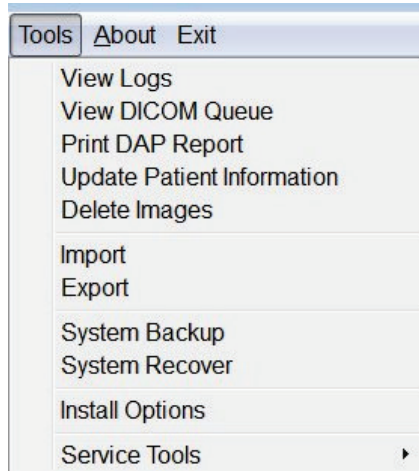 Tools About Exit
View Logs
View DICOM Queue
Print DAP Report
Update Patient Information
Delete Images
Import
Export
System Backup
System Recover
Install Options
Service Tools